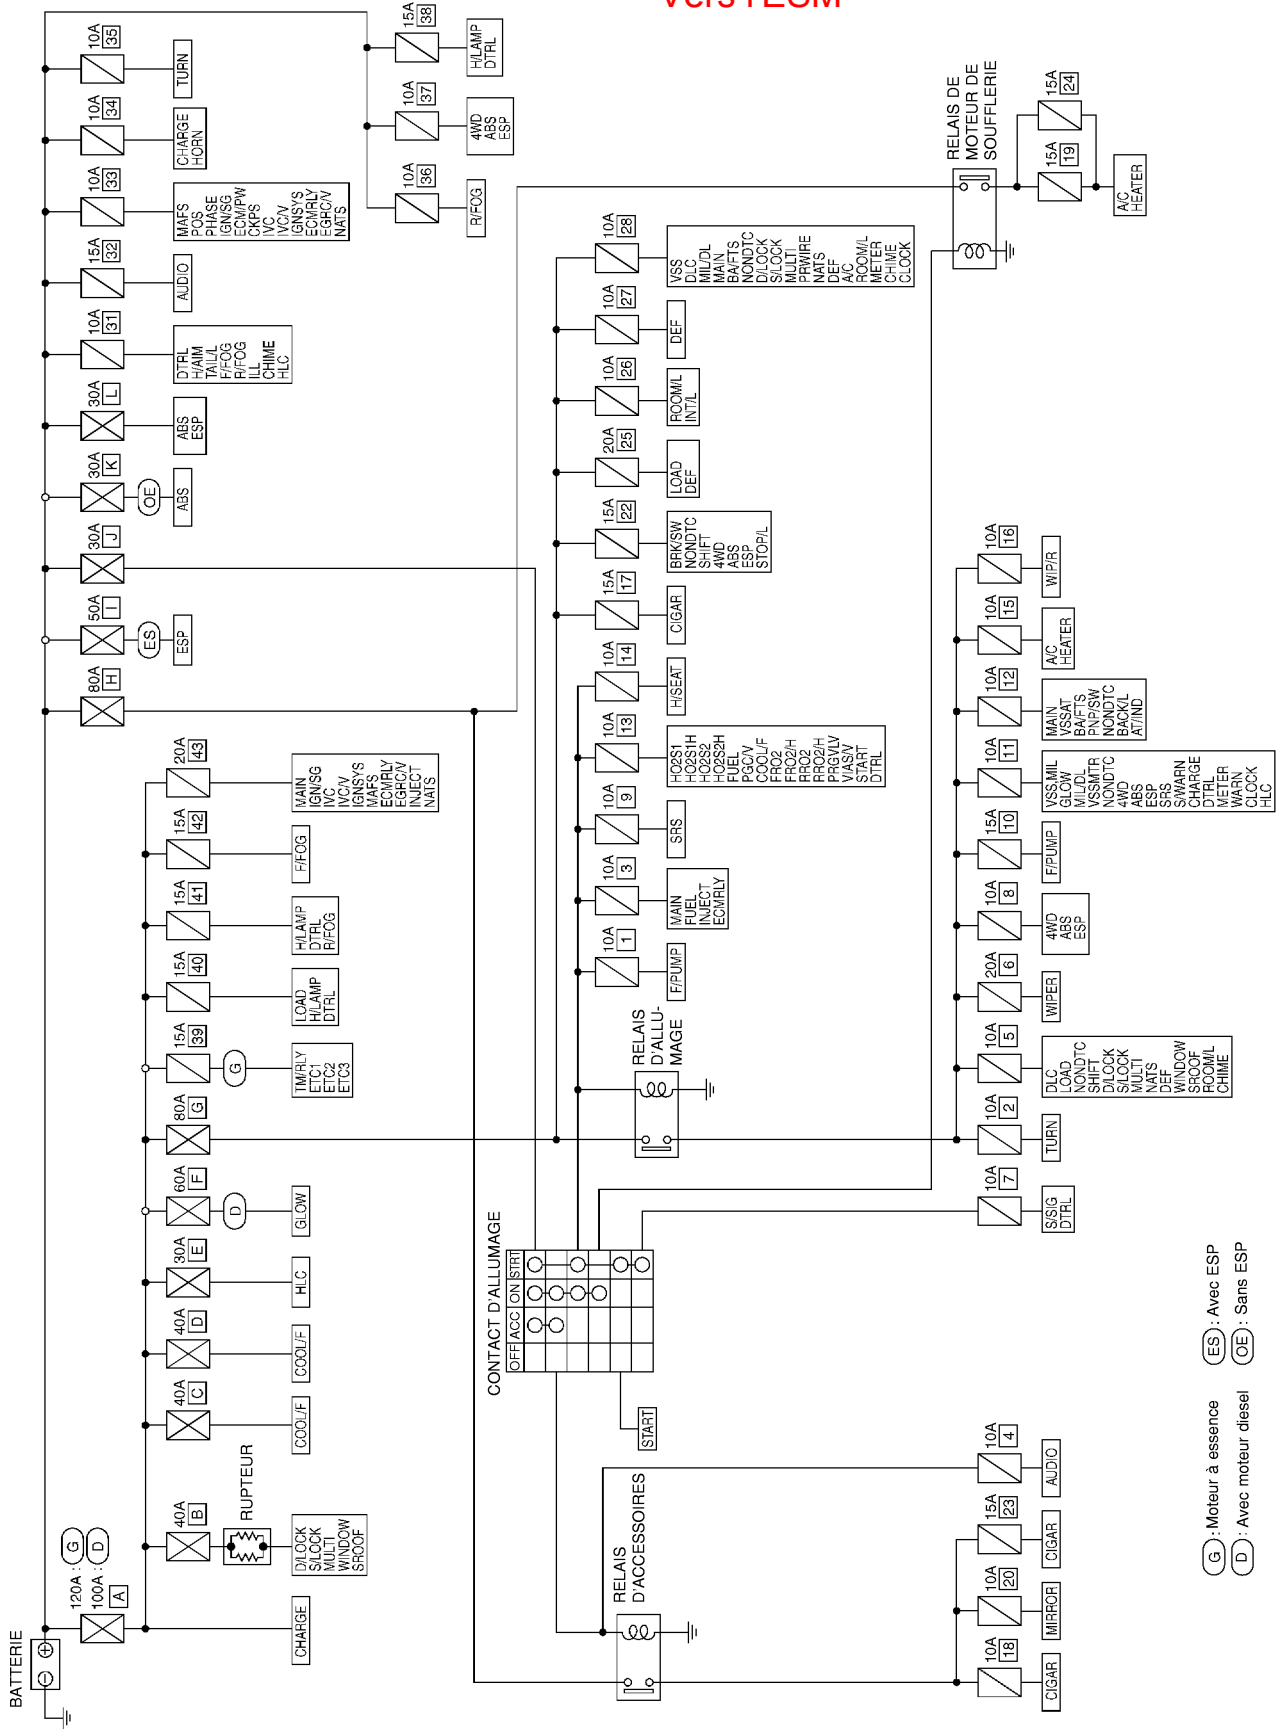 Vers l'ECM
BATTERIE
120A : G
100A : D
A
CHARGE
40A
B
RUPTEUR
D/LOCK
S/LOCK
MULTI
WINDOW
SROOF
40A
C
COOL/F
40A
D
COOL/F
30A
E
HLC
60A
F
D
GLOW
80A
G
15A
39
G
TM/RLY
ETC1
ETC2
ETC3
15A
40
LOAD
H/LAMP
DTRL
15A
41
H/LAMP
DTRL
R/FOG
15A
42
F/FOG
20A
43
MAIN
IGN/SG
IVC
IVC/V
IGNSYS
MAFS
ECMRLY
EGRC/V
INJECT
NATS
80A
H
50A
I
ES
ESP
30A
J
30A
K
OE
ABS
30A
L
ABS
ESP
10A
31
DTRL
H/AIM
TAIL/L
F/FOG
R/FOG
ILL
CHIME
HLC
15A
32
AUDIO
10A
33
MAFS
POS
PHASE
IGN/SG
ECM/PW
CKPS
IVC
IVC/V
IGNSYS
ECMRLY
EGRC/V
NATS
10A
34
CHARGE
HORN
10A
35
TURN
10A
36
R/FOG
10A
37
4WD
ABS
ESP
15A
38
H/LAMP
DTRL
CONTACT D'ALLUMAGE
OFF
ACC
ON
STRT
START
RELAIS
D'ALLU-
MAGE
10A
1
F/PUMP
10A
3
MAIN
FUEL
INJECT
ECMRLY
10A
9
SRS
10A
13
HO2S1
HO2S1H
HO2S2
HO2S2H
FUEL
PGC/V
COOL/F
FRO2
FRO2/H
RRO2
RRO2/H
PRGVLV
VIAS/V
START
DTRL
10A
14
H/SEAT
15A
17
CIGAR
15A
22
BRK/SW
NONDTC
SHIFT
4WD
ABS
ESP
STOP/L
20A
25
LOAD
DEF
10A
26
ROOM/L
INT/L
10A
27
DEF
10A
28
VSS
DLC
MIL/DL
MAIN
BA/FTS
NONDTC
D/LOCK
S/LOCK
MULTI
PRWIRE
NATS
DEF
A/C
ROOM/L
METER
CHIME
CLOCK
RELAIS DE
MOTEUR DE
SOUFFLERIE
15A
19
15A
24
A/C
HEATER
RELAIS
D'ACCESSOIRES
10A
18
CIGAR
10A
20
MIRROR
15A
23
CIGAR
10A
4
AUDIO
10A
7
S/SIG
DTRL
10A
2
TURN
10A
5
DLC
LOAD
NONDTC
SHIFT
D/LOCK
S/LOCK
MULTI
NATS
DEF
WINDOW
SROOF
ROOM/L
CHIME
20A
6
WIPER
10A
8
4WD
ABS
ESP
15A
10
F/PUMP
10A
11
VSS,MIL
GLOW
MIL/DL
VSSMTR
NONDTC
4WD
ABS
ESP
SRS
S/WARN
CHARGE
DTRL
METER
WARN
CLOCK
HLC
10A
12
MAIN
VSSAT
BA/FTS
PNP/SW
NONDTC
BACK/L
AT/IND
10A
15
A/C
HEATER
10A
16
WIP/R
G : Moteur à essence
D : Avec moteur diesel
ES : Avec ESP
OE : Sans ESP